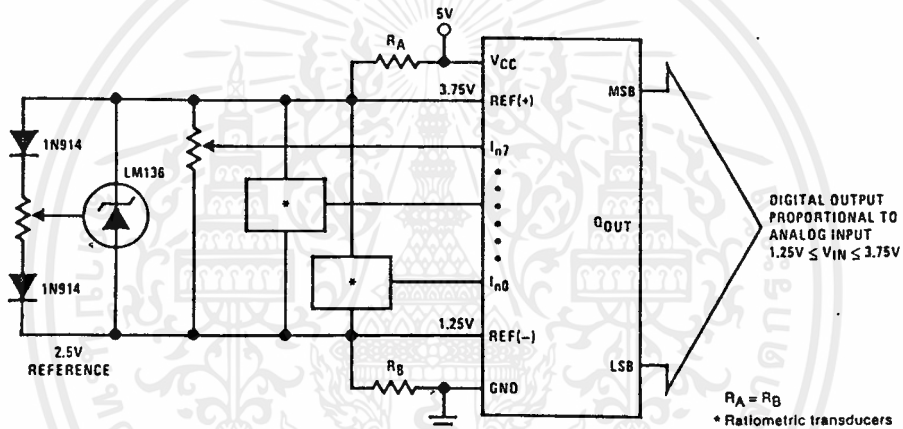 5V
RA
VCC
MSB
3.75V
REF(+)
1N914
LM136
In7
*
QOUT
DIGITAL OUTPUT
PROPORTIONAL TO
ANALOG INPUT
1.25V ≤ VIN ≤ 3.75V
*
In0
1N914
1.25V
REF(−)
2.5V
REFERENCE
RB
LSB
GND
RA = RB
* Ratiometric transducers